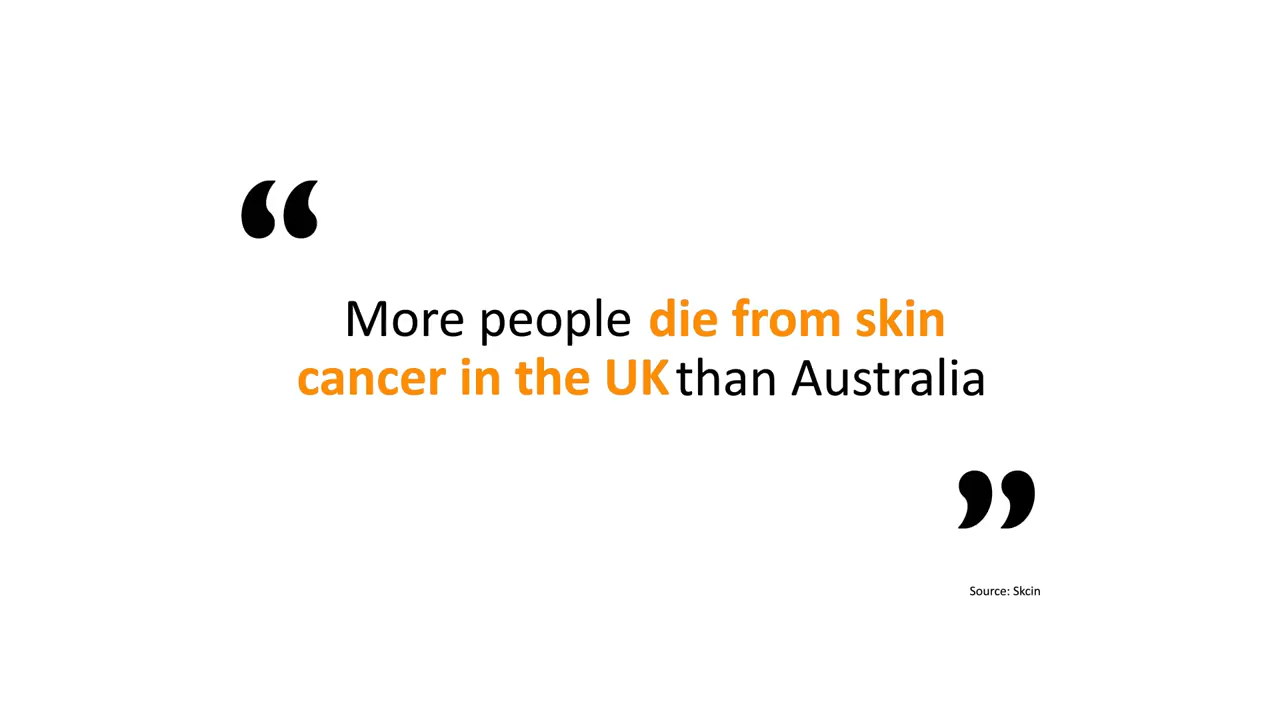 “
More people die from skin
cancer in the UK than Australia
”
Source: Skcin